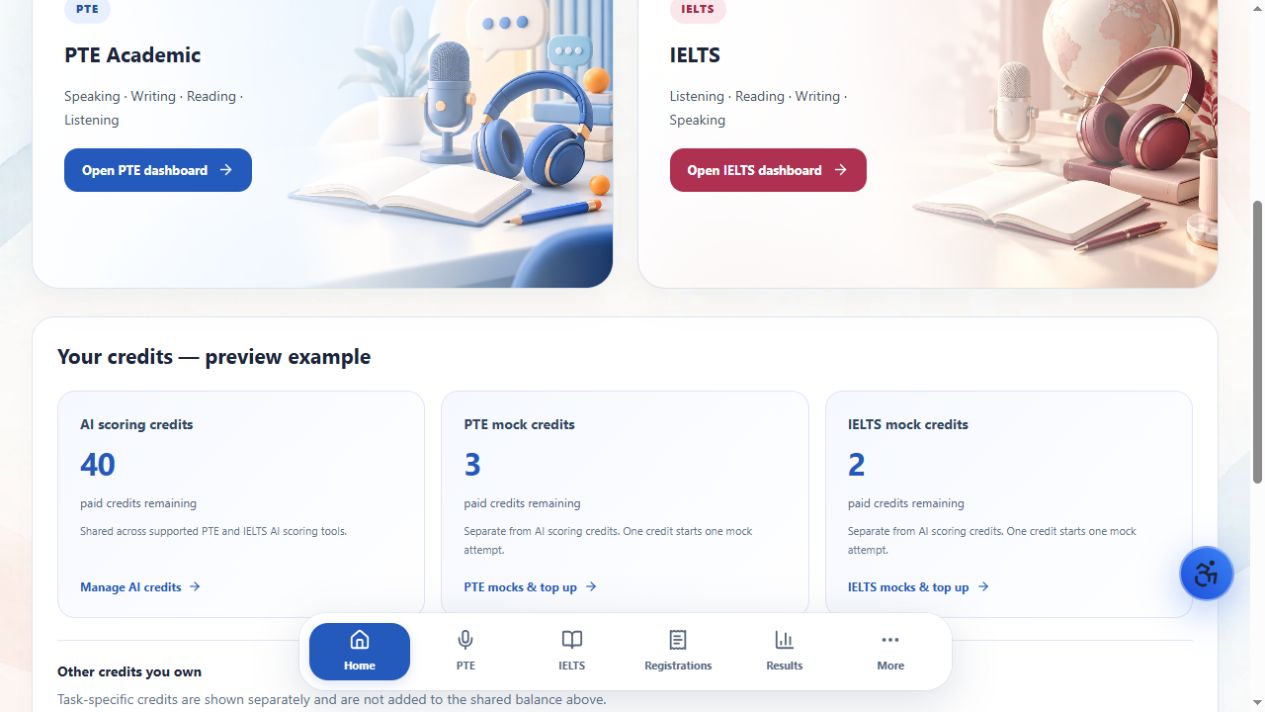 PTE
PTE Academic
Speaking · Writing · Reading ·
Listening
Open PTE dashboard →
IELTS
IELTS
Listening · Reading · Writing ·
Speaking
Open IELTS dashboard →
Your credits — preview example
AI scoring credits
40
paid credits remaining
Shared across supported PTE and IELTS AI scoring tools.
Manage AI credits →
PTE mock credits
3
paid credits remaining
Separate from AI scoring credits. One credit starts one mock
attempt.
PTE mocks & top up →
IELTS mock credits
2
paid credits remaining
Separate from AI scoring credits. One credit starts one mock
attempt.
IELTS mocks & top up →
Other credits you own
Task-specific credits are shown separately and are not added to the shared balance above.
Home
PTE
IELTS
Registrations
Results
More